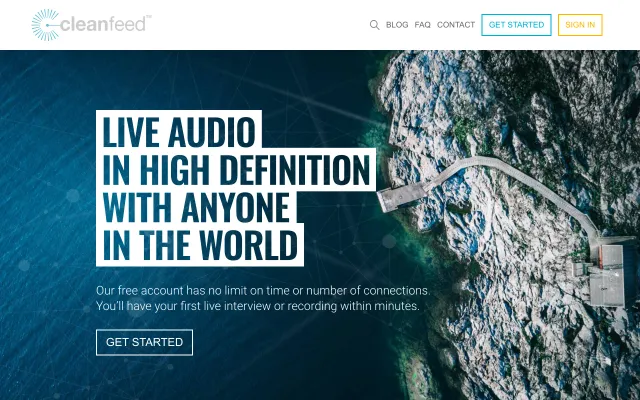 cleanfeed™
BLOG FAQ CONTACT GET STARTED SIGN IN
LIVE AUDIO
IN HIGH DEFINITION
WITH ANYONE
IN THE WORLD
Our free account has no limit on time or number of connections.
You'll have your first live interview or recording within minutes.
GET STARTED